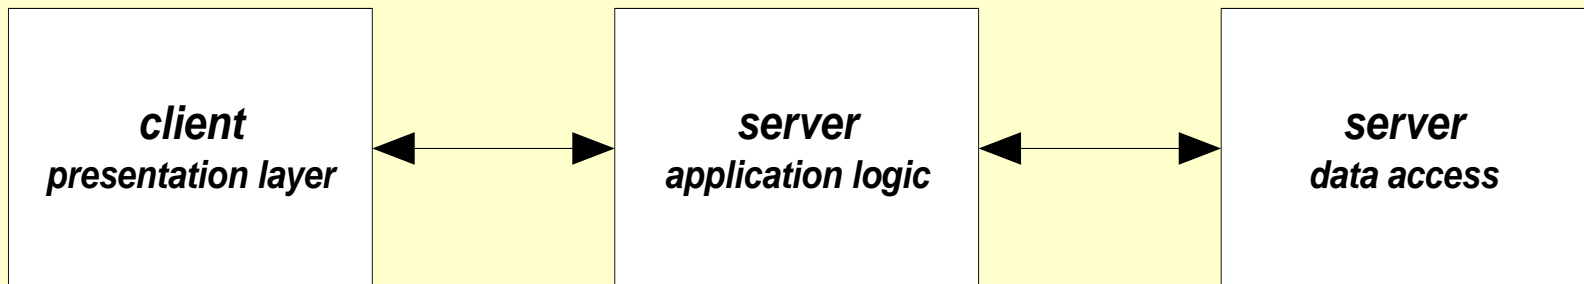 client
presentation layer
server
application logic
server
data access